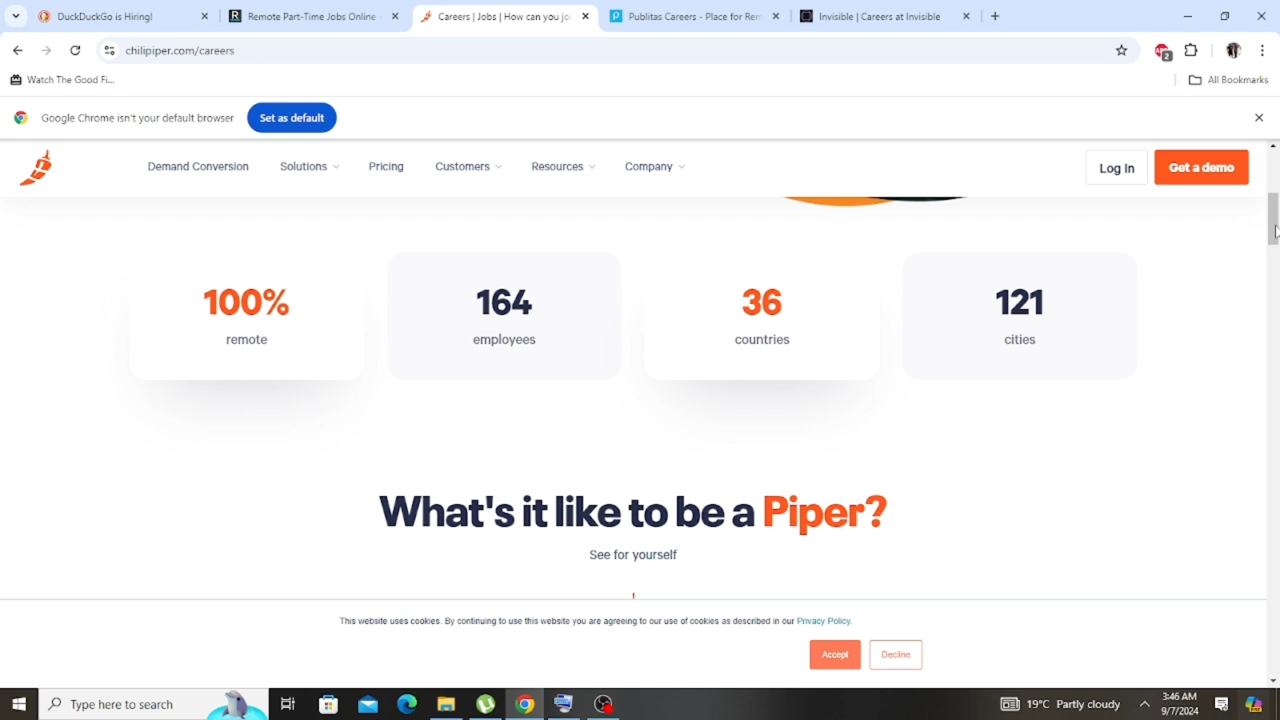 DuckDuckGo is Hiring!
Remote Part-Time Jobs Online
Careers | Jobs | How can you jo
Publitas Careers - Place for Rem
Invisible | Careers at Invisible
chilipiper.com/careers
2
Watch The Good Fi...
All Bookmarks
Google Chrome isn't your default browser
Set as default
Demand Conversion
Solutions
Pricing
Customers
Resources
Company
Log In
Get a demo
100%
remote
164
employees
36
countries
121
cities
What's it like to be a Piper?
See for yourself
This website uses cookies. By continuing to use this website you are agreeing to our use of cookies as described in our Privacy Policy.
Accept
Decline
Type here to search
19°C Partly cloudy
3:46 AM
9/7/2024